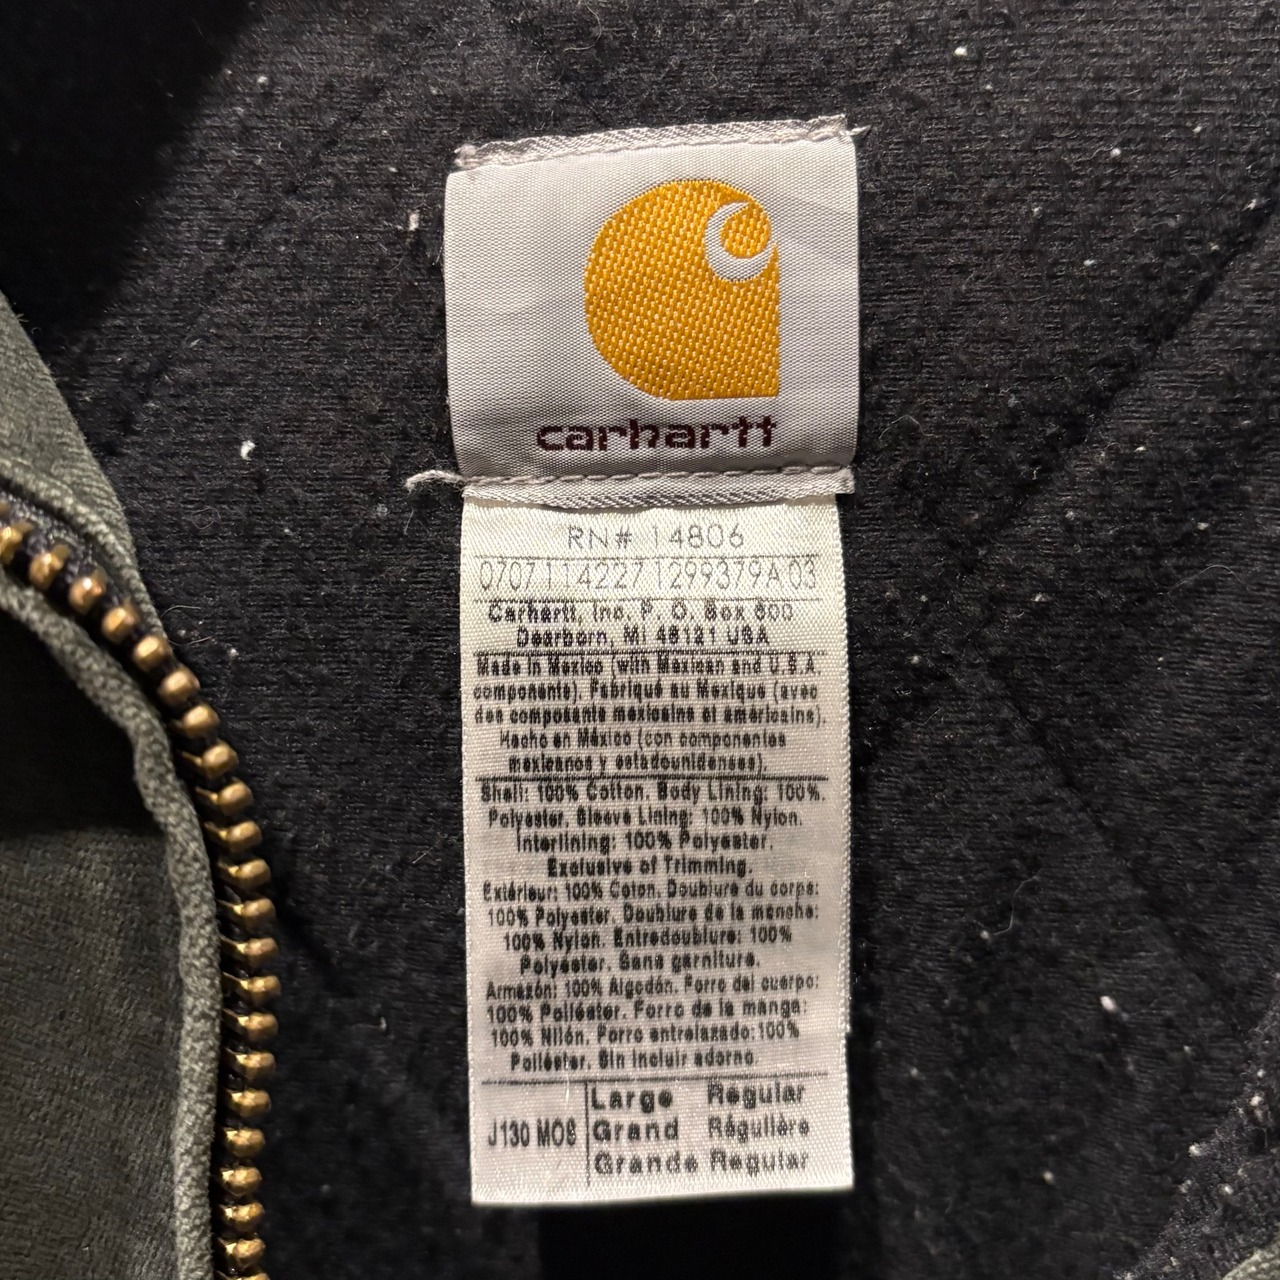 carhartt
RN# 14806
0707114227 1299379A 03
Carhartt, Inc. P. O. Box 600
Dearborn, MI 48121 USA
Made in Mexico (with Mexican and U.S.A
components). Fabriqué au Mexique (avec
des composants mexicains et américains).
Hecho en México (con componentes
mexicanos y estadounidenses).
Shell: 100% Cotton. Body Lining: 100%.
Polyester. Sleeve Lining: 100% Nylon.
Interlining: 100% Polyester.
Exclusive of Trimming.
Extérieur: 100% Coton. Doublure du corps:
100% Polyester. Doublure de la manche:
100% Nylon. Entredoublure: 100%
Polyester. Sans garniture.
Armazón: 100% Algodón. Forro del cuerpo:
100% Poliéster. Forro de la manga:
100% Nilón. Forro entrelazado:100%
Poliéster. Sin incluir adorno.
J130 MOS
Large Regular
Grand Régulière
Grande Regular